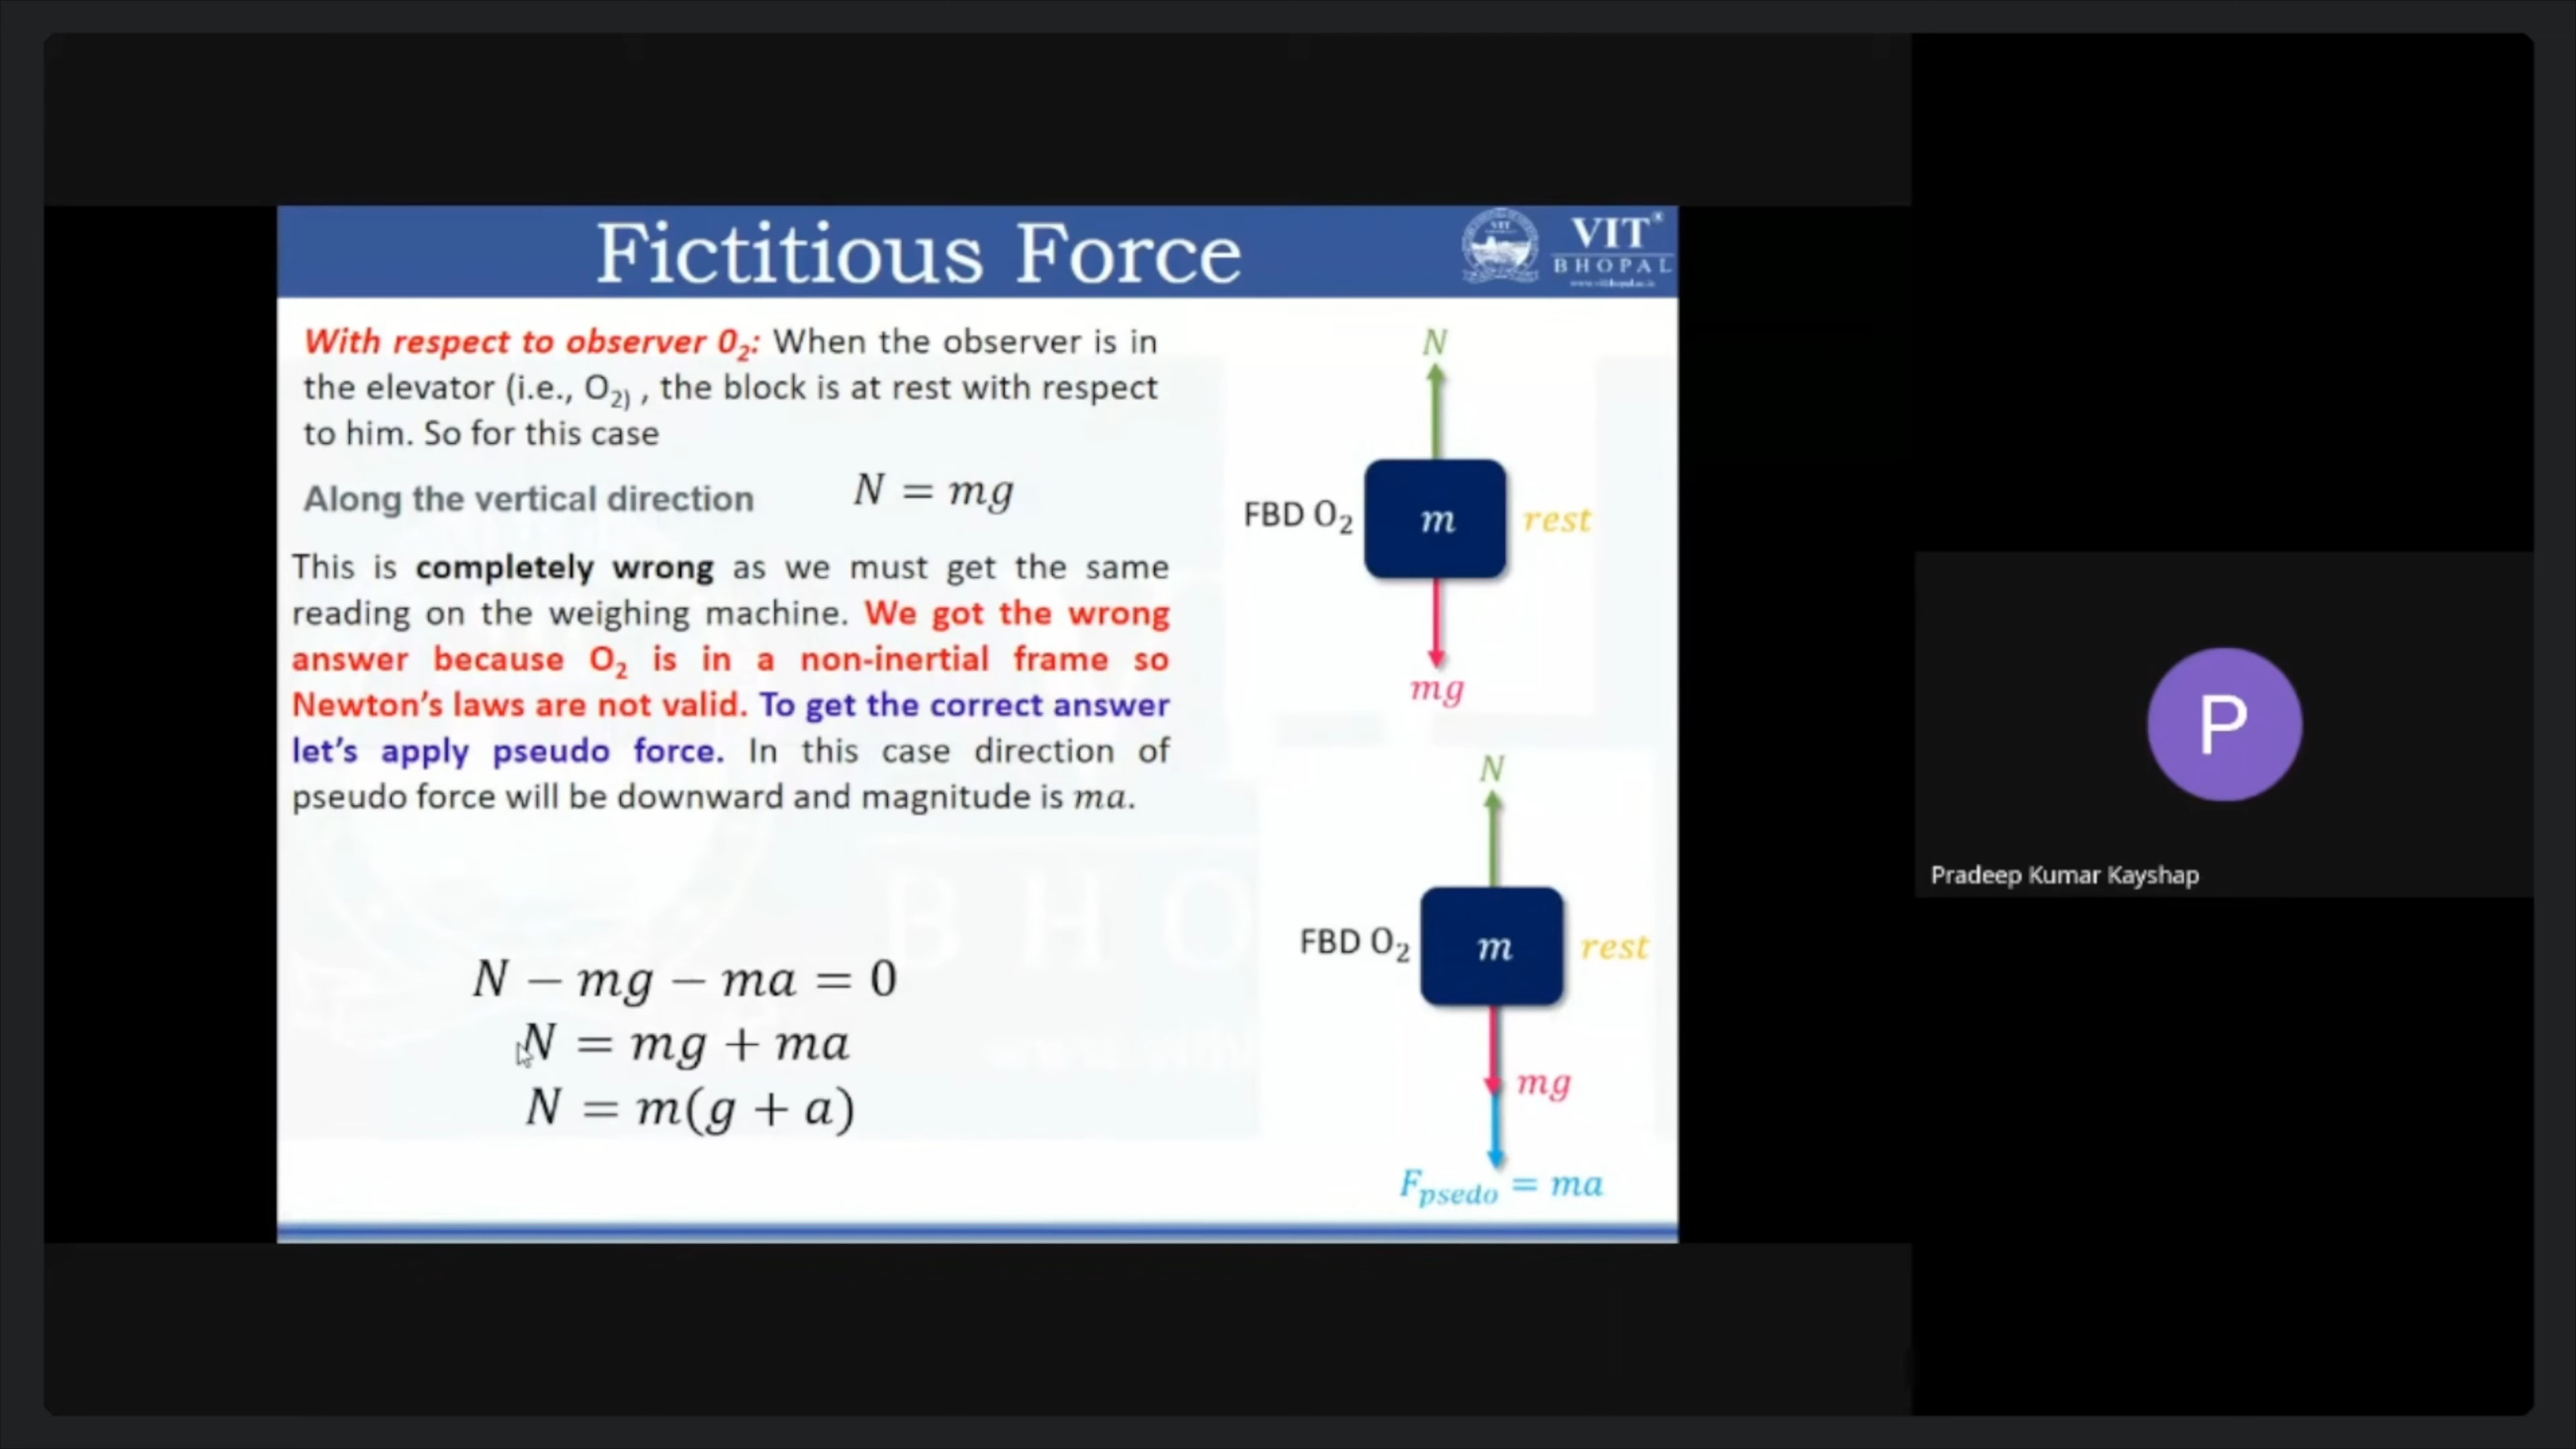 Fictitious Force
VIT®
BHOPAL
With respect to observer 0₂: When the observer is in
the elevator (i.e., O₂₎ , the block is at rest with respect
to him. So for this case
Along the vertical direction N = mg
This is completely wrong as we must get the same
reading on the weighing machine. We got the wrong
answer because O₂ is in a non-inertial frame so
Newton's laws are not valid. To get the correct answer
let's apply pseudo force. In this case direction of
pseudo force will be downward and magnitude is ma.
N − mg − ma = 0
N = mg + ma
N = m(g + a)
N
FBD O₂ m rest
mg
N
FBD O₂ m rest
mg
F_psedo = ma
P
Pradeep Kumar Kayshap